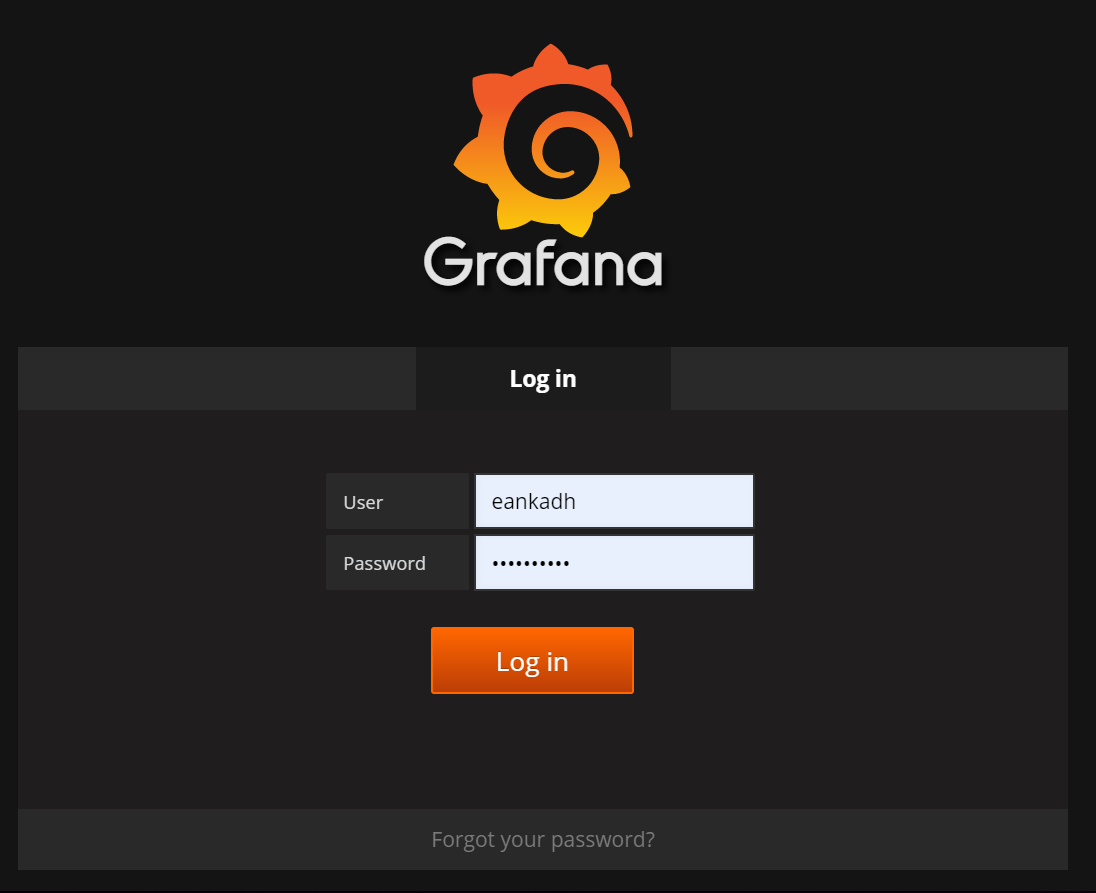 Grafana
Log in
User
eankadh
Password
••••••••••
Log in
Forgot your password?